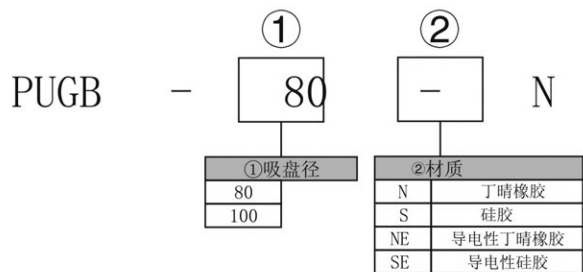 ① ②
PUGB - 80 - N
①吸盘径 ②材质
80 N 丁晴橡胶
100 S 硅胶
NE 导电性丁晴橡胶
SE 导电性硅胶